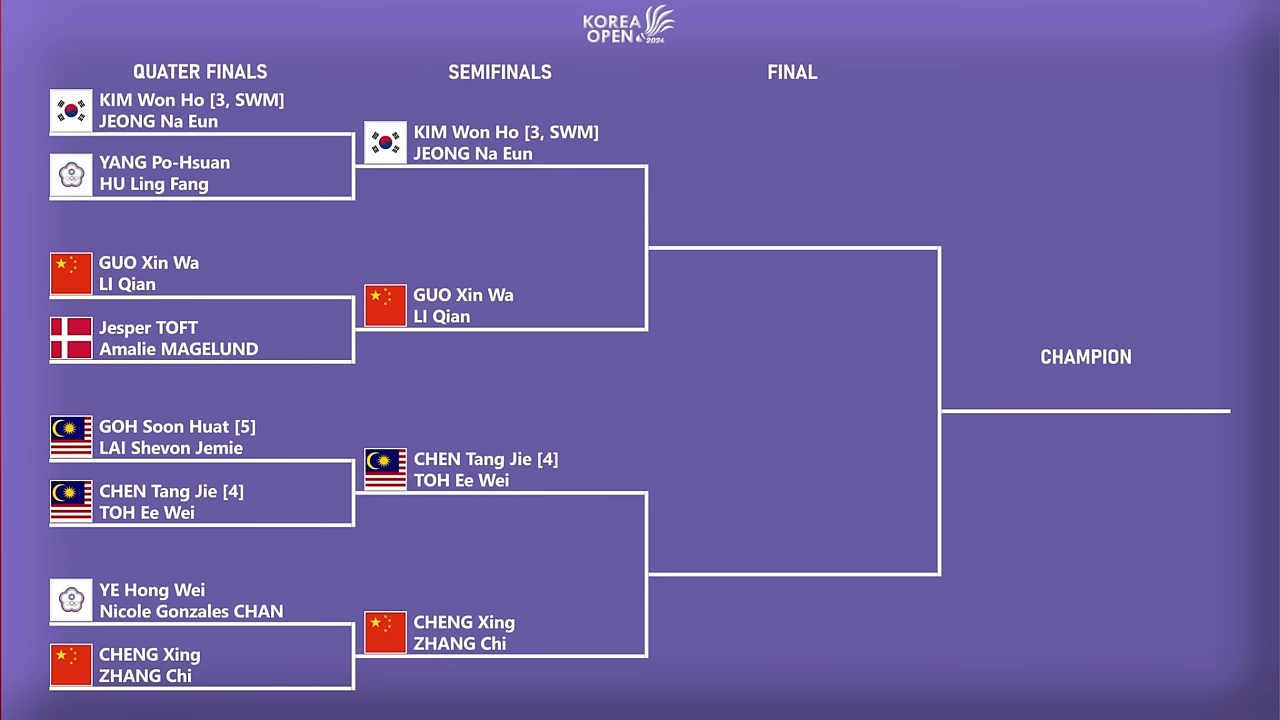 KOREA
OPEN 2024
QUATER FINALS
SEMIFINALS
FINAL
KIM Won Ho [3, SWM]
JEONG Na Eun
YANG Po-Hsuan
HU Ling Fang
GUO Xin Wa
LI Qian
Jesper TOFT
Amalie MAGELUND
GOH Soon Huat [5]
LAI Shevon Jemie
CHEN Tang Jie [4]
TOH Ee Wei
YE Hong Wei
Nicole Gonzales CHAN
CHENG Xing
ZHANG Chi
KIM Won Ho [3, SWM]
JEONG Na Eun
GUO Xin Wa
LI Qian
CHEN Tang Jie [4]
TOH Ee Wei
CHENG Xing
ZHANG Chi
CHAMPION